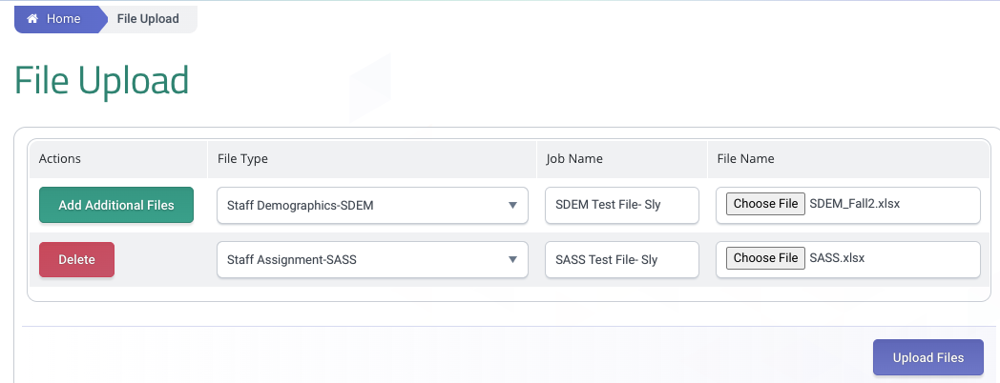 Home File Upload
File Upload
Actions File Type Job Name File Name
Add Additional Files Staff Demographics-SDEM SDEM Test File- Sly Choose File SDEM_Fall2.xlsx
Delete Staff Assignment-SASS SASS Test File- Sly Choose File SASS.xlsx
Upload Files